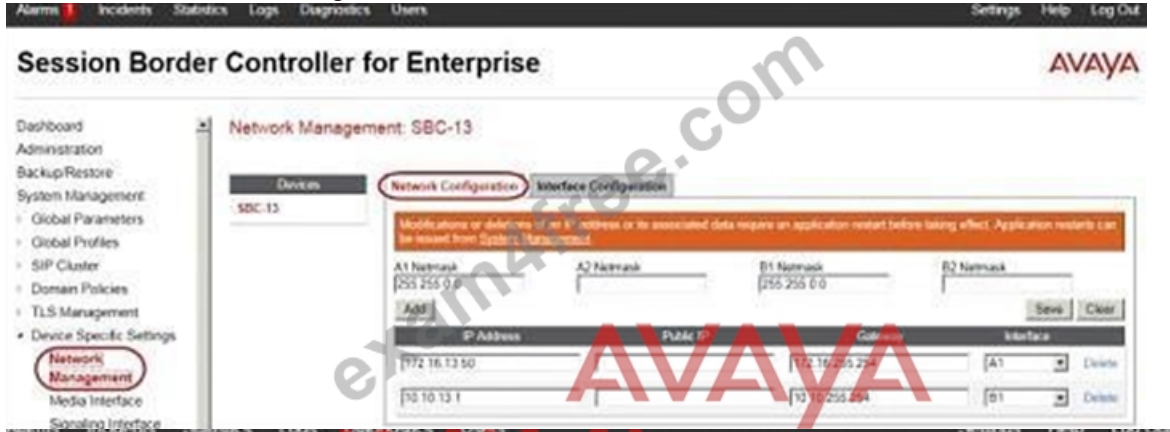 Alarms 1 Incidents Statistics Logs Diagnostics Users Settings Help Log Out
Session Border Controller for Enterprise
AVAYA
Dashboard
Administration
Backup/Restore
System Management
Global Parameters
Global Profiles
SIP Cluster
Domain Policies
TLS Management
Device Specific Settings
Network
Management
Media Interface
Signaling Interface
Network Management: SBC-13
Devices
SBC-13
Network Configuration Interface Configuration
Modifications or deletions of an IP address or its associated data require an application restart before taking effect. Application restarts can
be issued from System Management.
A1 Netmask A2 Netmask B1 Netmask B2 Netmask
255.255.0.0 255.255.0.0
Add Save Clear
IP Address Public IP Gateway Interface
172.16.13.50 172.16.255.254 A1 Delete
10.10.13.1 10.10.255.254 B1 Delete
exam4free.com
AVAYA